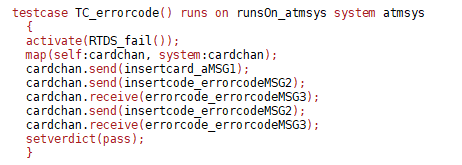 testcase TC_errorcode() runs on runsOn_atmsys system atmsys
{
activate(RTDS_fail());
map(self:cardchan, system:cardchan);
cardchan.send(insertcard_aMSG1);
cardchan.send(insertcode_errorcodeMSG2);
cardchan.receive(errorcode_errorcodeMSG3);
cardchan.send(insertcode_errorcodeMSG2);
cardchan.receive(errorcode_errorcodeMSG3);
setverdict(pass);
}